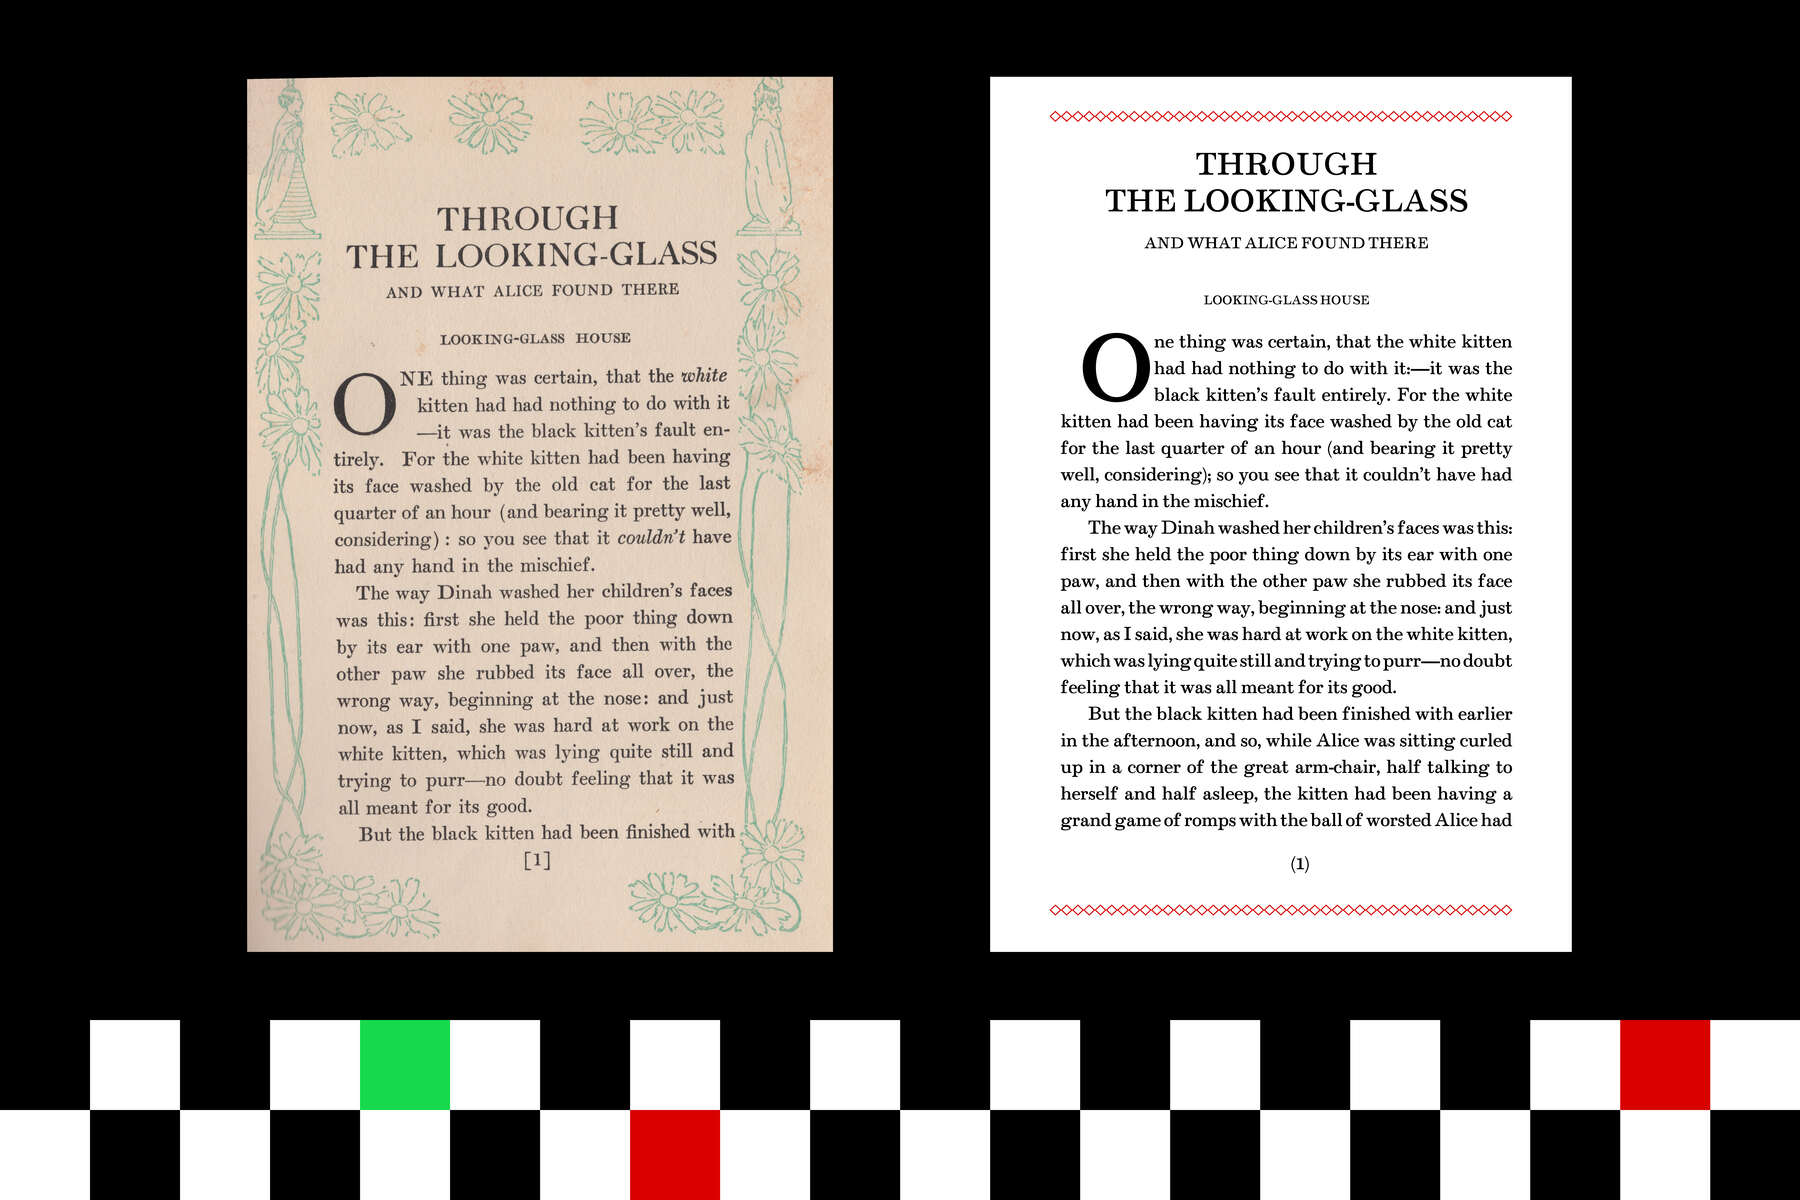 THROUGH
THE LOOKING-GLASS
AND WHAT ALICE FOUND THERE
LOOKING-GLASS HOUSE
ONE thing was certain, that the white
kitten had had nothing to do with it
—it was the black kitten's fault en-
tirely. For the white kitten had been having
its face washed by the old cat for the last
quarter of an hour (and bearing it pretty well,
considering) : so you see that it couldn't have
had any hand in the mischief.
The way Dinah washed her children's faces
was this: first she held the poor thing down
by its ear with one paw, and then with the
other paw she rubbed its face all over, the
wrong way, beginning at the nose: and just
now, as I said, she was hard at work on the
white kitten, which was lying quite still and
trying to purr—no doubt feeling that it was
all meant for its good.
But the black kitten had been finished with
[1]
THROUGH
THE LOOKING-GLASS
AND WHAT ALICE FOUND THERE
LOOKING-GLASS HOUSE
One thing was certain, that the white kitten
had had nothing to do with it:—it was the
black kitten's fault entirely. For the white
kitten had been having its face washed by the old cat
for the last quarter of an hour (and bearing it pretty
well, considering); so you see that it couldn't have had
any hand in the mischief.
The way Dinah washed her children's faces was this:
first she held the poor thing down by its ear with one
paw, and then with the other paw she rubbed its face
all over, the wrong way, beginning at the nose: and just
now, as I said, she was hard at work on the white kitten,
which was lying quite still and trying to purr—no doubt
feeling that it was all meant for its good.
But the black kitten had been finished with earlier
in the afternoon, and so, while Alice was sitting curled
up in a corner of the great arm-chair, half talking to
herself and half asleep, the kitten had been having a
grand game of romps with the ball of worsted Alice had
(1)